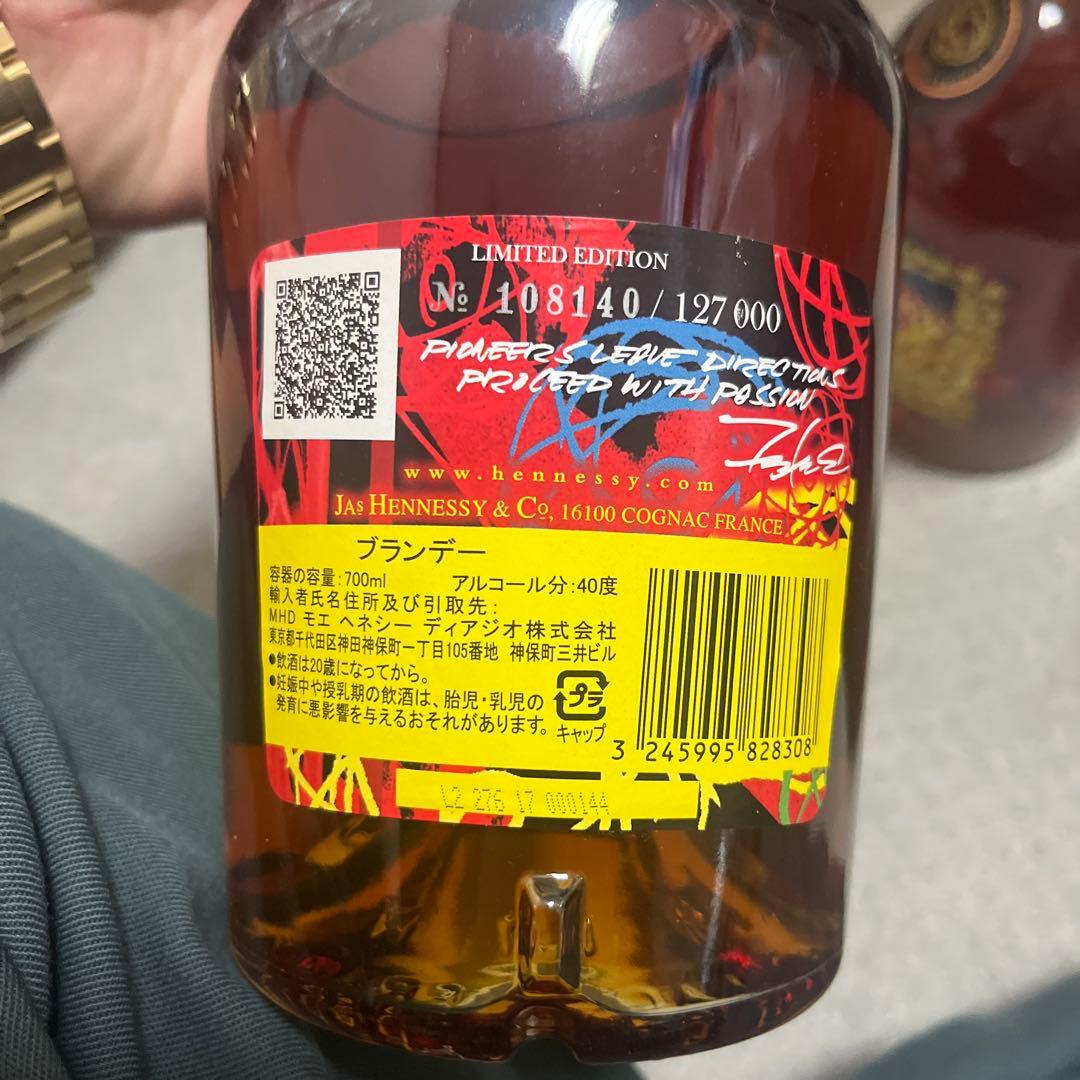 LIMITED EDITION
№ 108140 / 127 000
PIONEERS LEAVE DIRECTIONS
PROCEED WITH PASSION
www.hennessy.com
JAs HENNESSY & Co, 16100 COGNAC FRANCE
ブランデー
容器の容量:700ml アルコール分:40度
輸入者氏名住所及び引取先:
MHD モエ ヘネシー ディアジオ株式会社
東京都千代田区神田神保町一丁目105番地 神保町三井ビル
●飲酒は20歳になってから。
●妊娠中や授乳期の飲酒は、胎児・乳児の
発育に悪影響を与えるおそれがあります。
プラ
キャップ
3 245995 828308
L2 276 17 000144